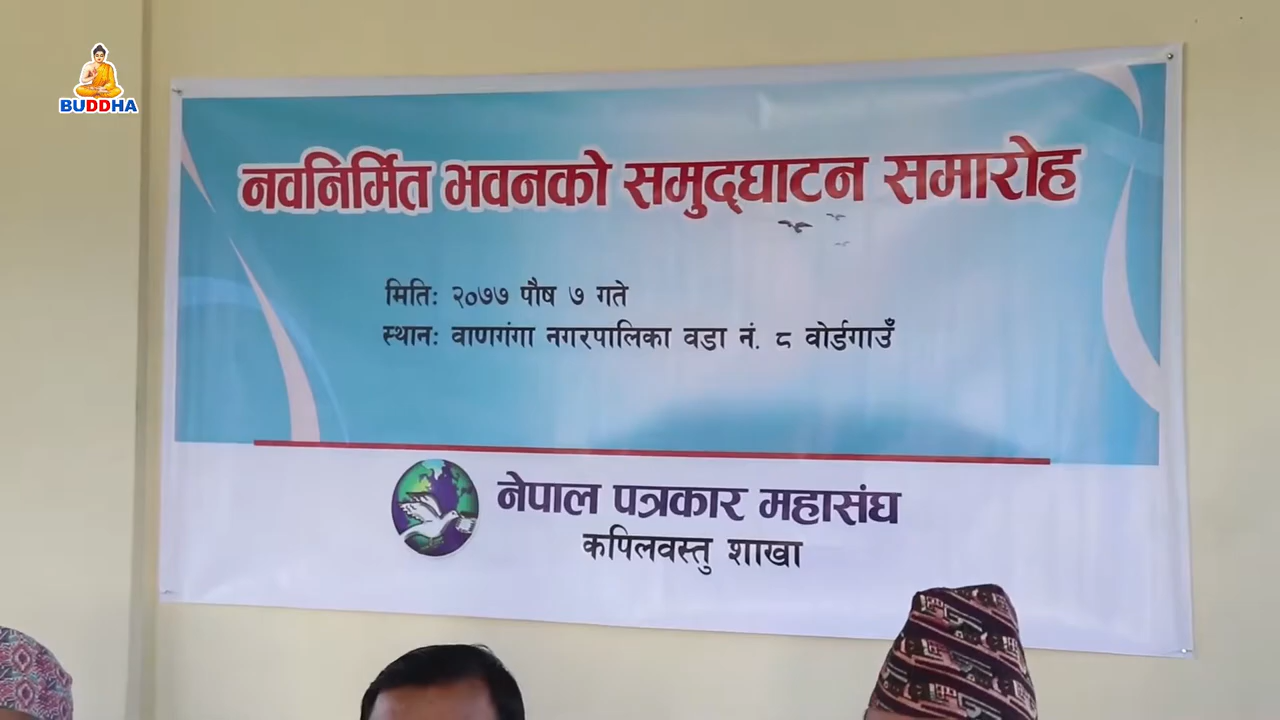 BUDDHA
नवनिर्मित भवनको समुद्घाटन समारोह
मितिः २०७७ पौष ७ गते
स्थानः वाणगंगा नगरपालिका वडा नं. ८ वोर्डगाउँ
नेपाल पत्रकार महासंघ
कपिलवस्तु शाखा